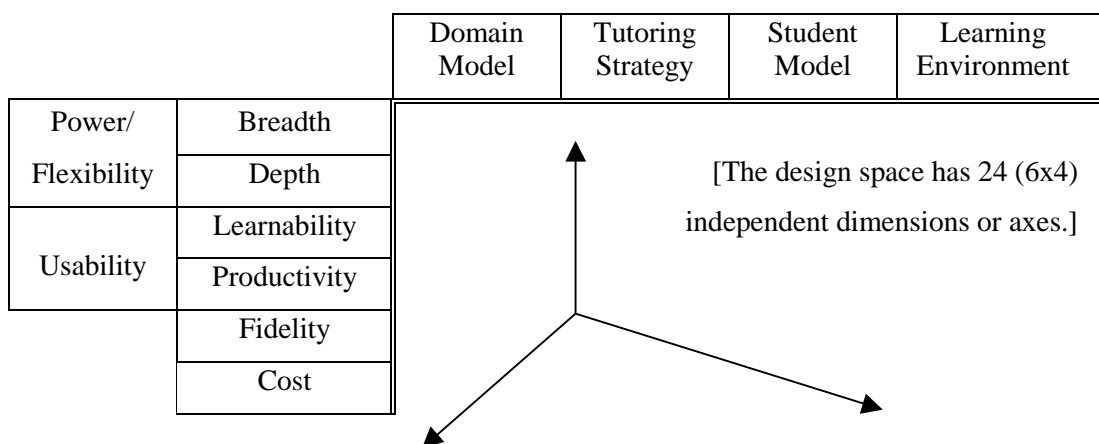 Domain
Model
Tutoring
Strategy
Student
Model
Learning
Environment
Power/
Flexibility
Breadth
Depth
[The design space has 24 (6x4)
independent dimensions or axes.]
Usability
Learnability
Productivity
Fidelity
Cost